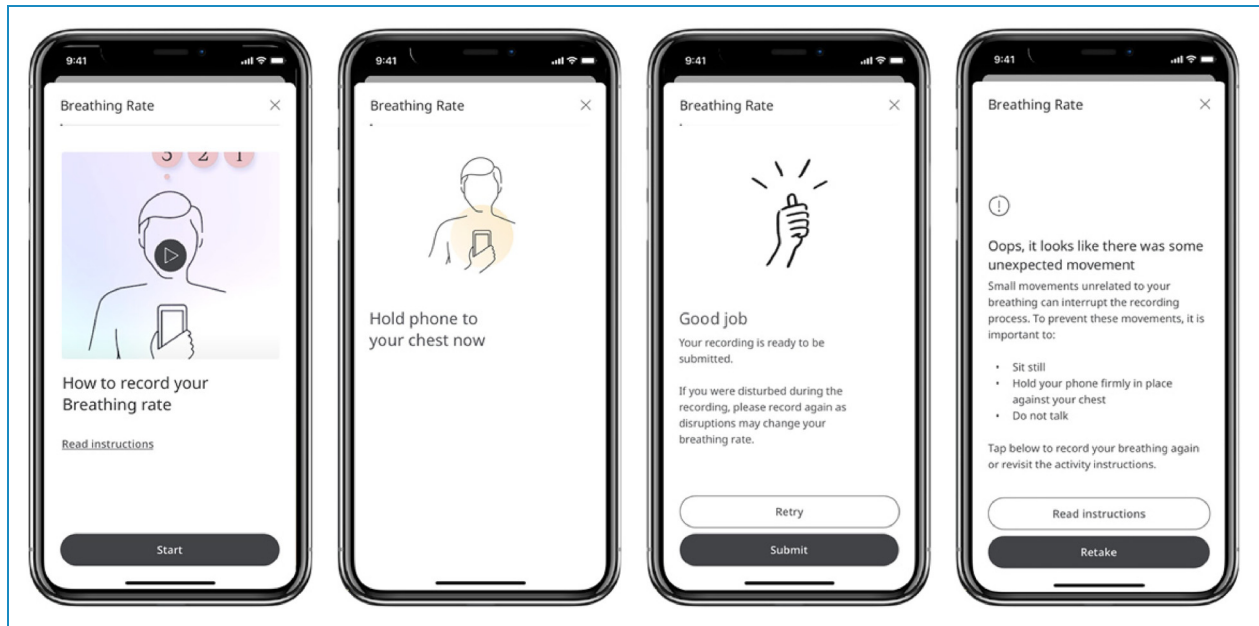 9:41
Breathing Rate
3 2 1
How to record your
Breathing rate
Read instructions
Start
9:41
Breathing Rate
Hold phone to
your chest now
9:41
Breathing Rate
Good job
Your recording is ready to be
submitted.
If you were disturbed during the
recording, please record again as
disruptions may change your
breathing rate.
Retry
Submit
9:41
Breathing Rate
Oops, it looks like there was some
unexpected movement
Small movements unrelated to your
breathing can interrupt the recording
process. To prevent these movements, it is
important to:
• Sit still
• Hold your phone firmly in place
against your chest
• Do not talk
Tap below to record your breathing again
or revisit the activity instructions.
Read instructions
Retake